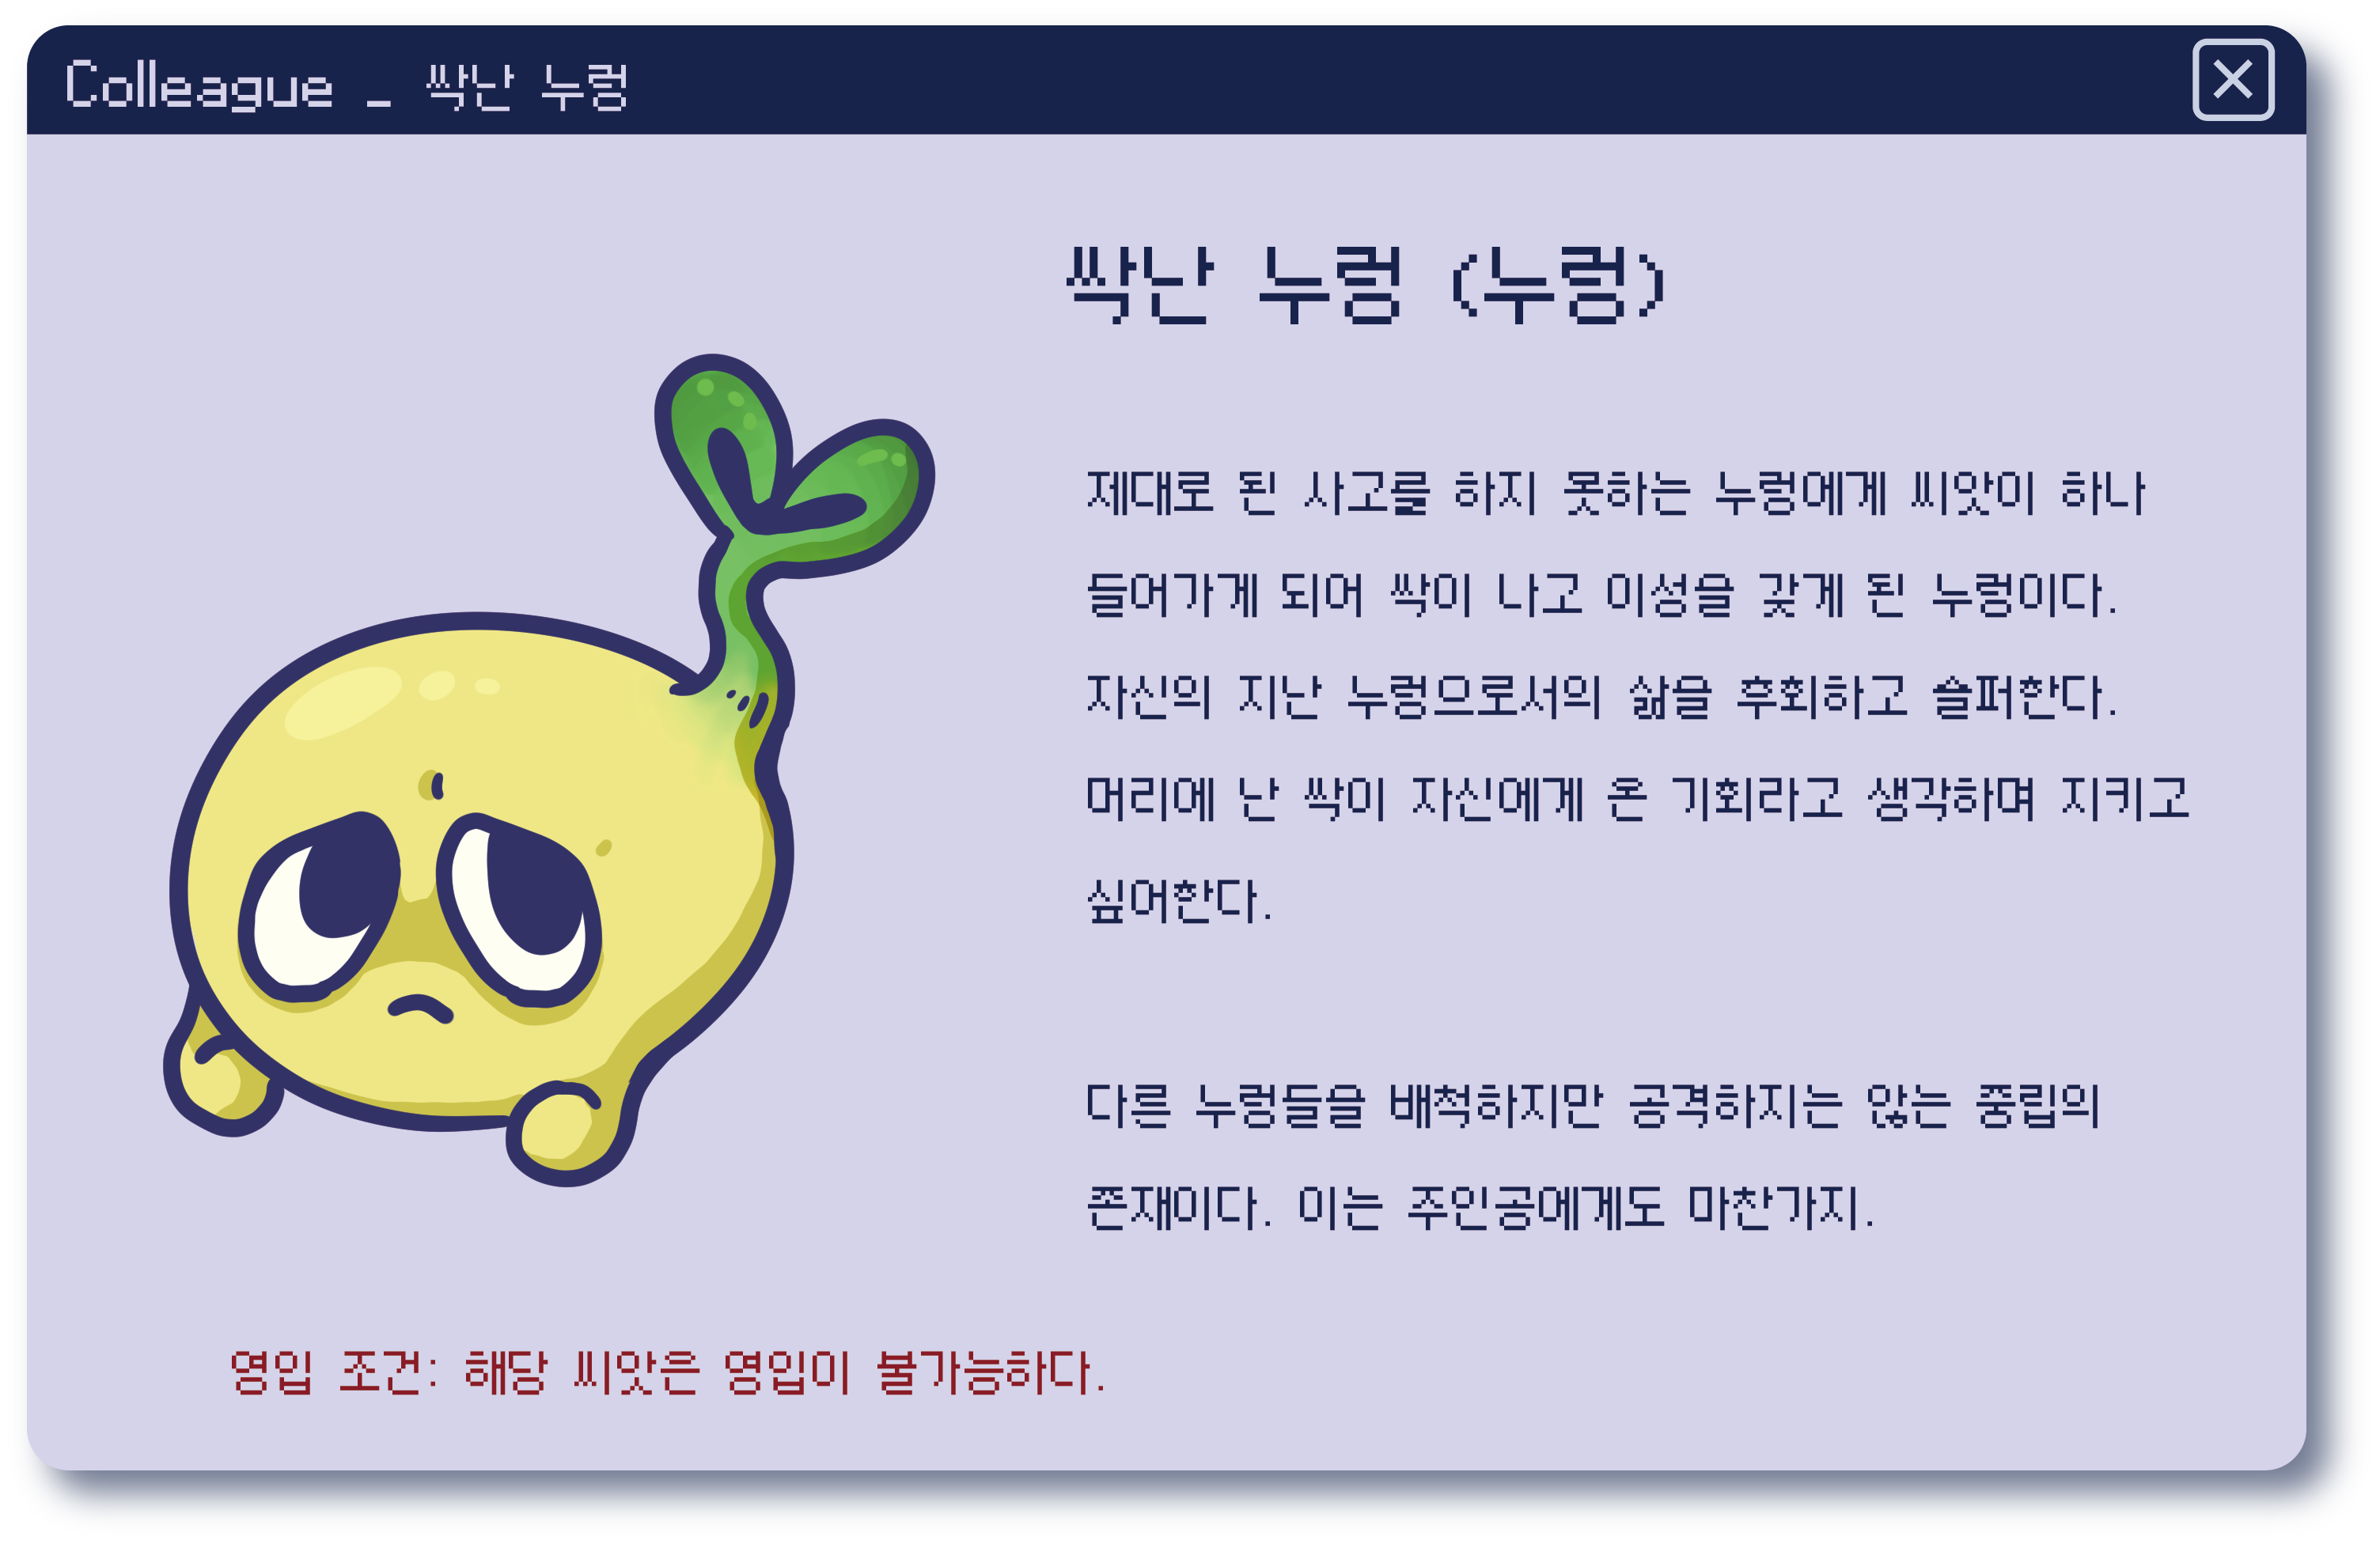 Colleague _ 싹난 누렁
싹난 누렁 (누렁)
제대로 된 사고를 하지 못하는 누렁에게 씨앗이 하나
들어가게 되어 싹이 나고 이성을 갖게 된 누렁이다.
자신의 지난 누렁으로서의 삶을 후회하고 슬퍼한다.
머리에 난 싹이 자신에게 온 기회라고 생각하며 지키고
싶어한다.
다른 누렁들을 배척하지만 공격하지는 않는 중립의
존재이다. 이는 주인공에게도 마찬가지.
영입 조건: 해당 씨앗은 영입이 불가능하다.